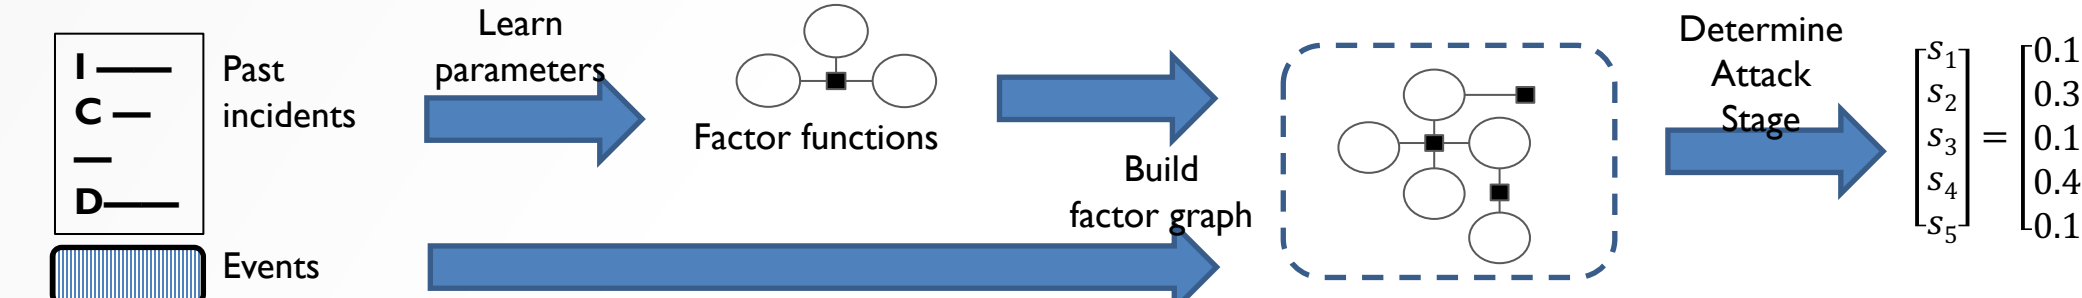 I
C
D
Past
incidents
Events
Learn
parameters
Factor functions
Build
factor graph
Determine
Attack
Stage
s₁ 0.1
s₂ 0.3
s₃ = 0.1
s₄ 0.4
s₅ 0.1